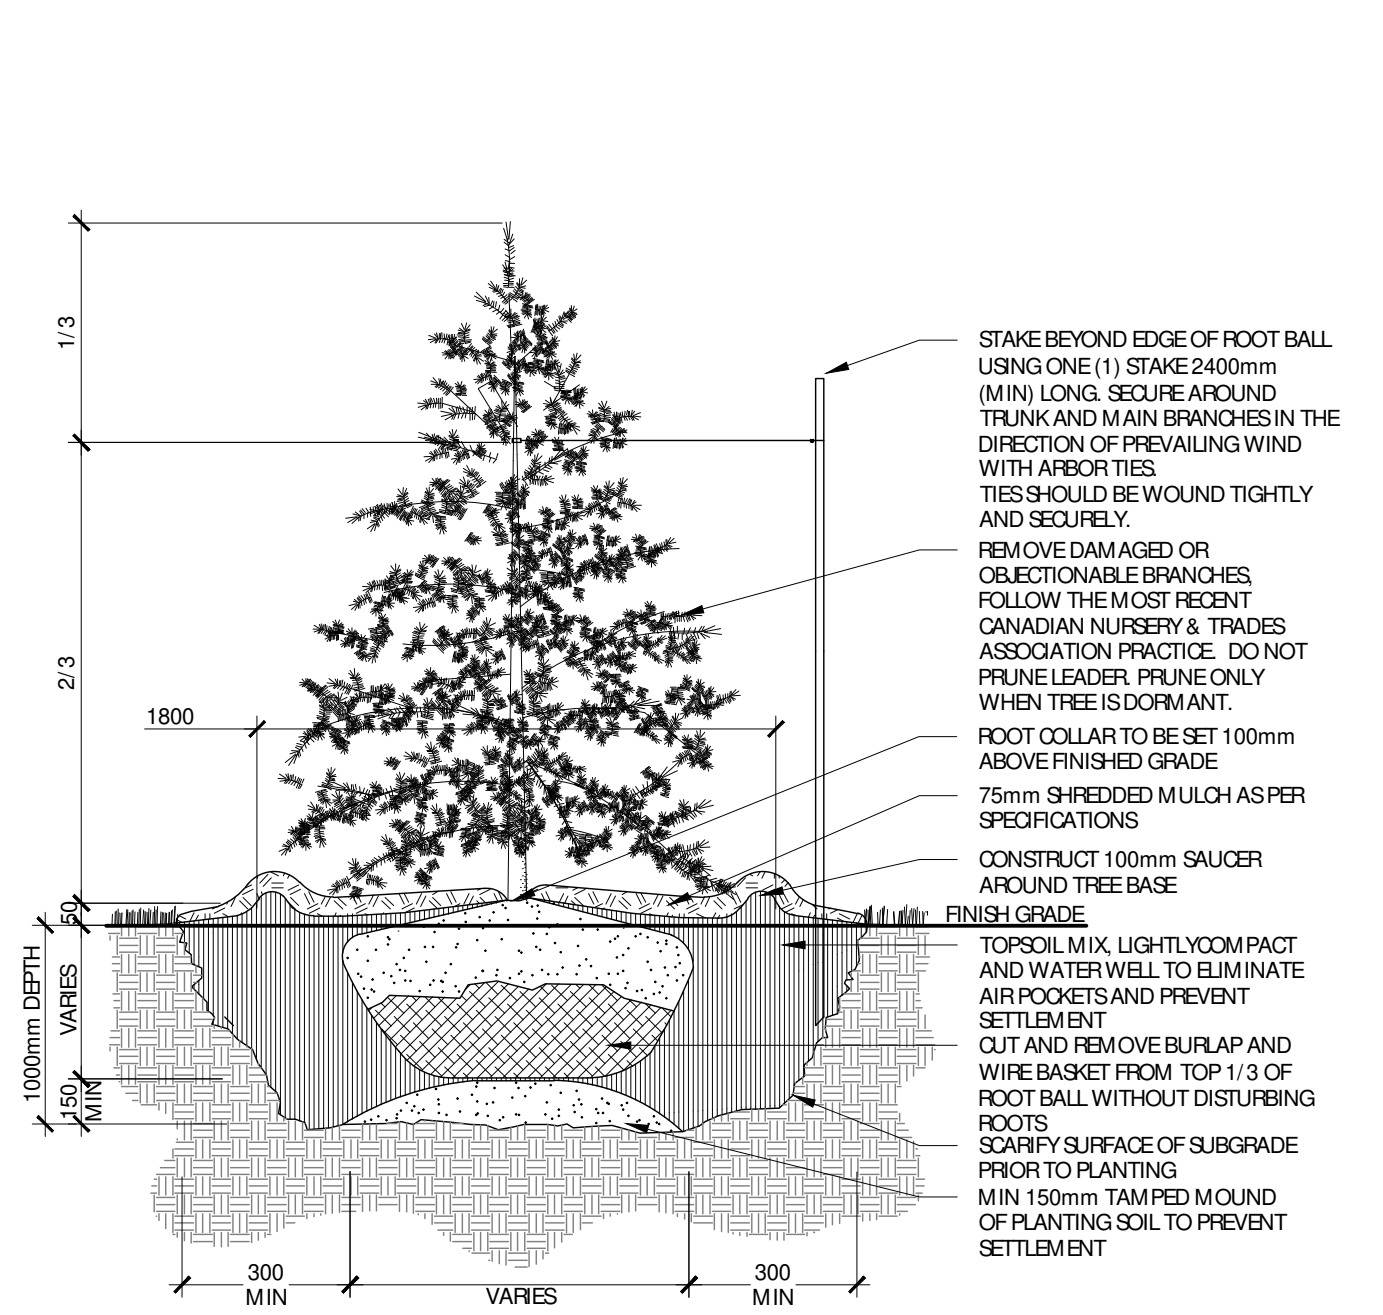 1/3
2/3
1800
50
VARIES
1000mm DEPTH
150
MIN
300
MIN
VARIES
300
MIN
STAKE BEYOND EDGE OF ROOT BALL
USING ONE (1) STAKE 2400mm
(MIN) LONG. SECURE AROUND
TRUNK AND MAIN BRANCHES IN THE
DIRECTION OF PREVAILING WIND
WITH ARBOR TIES.
TIES SHOULD BE WOUND TIGHTLY
AND SECURELY.
REMOVE DAMAGED OR
OBJECTIONABLE BRANCHES,
FOLLOW THE MOST RECENT
CANADIAN NURSERY & TRADES
ASSOCIATION PRACTICE. DO NOT
PRUNE LEADER. PRUNE ONLY
WHEN TREE IS DORMANT.
ROOT COLLAR TO BE SET 100mm
ABOVE FINISHED GRADE
75mm SHREDDED MULCH AS PER
SPECIFICATIONS
CONSTRUCT 100mm SAUCER
AROUND TREE BASE
FINISH GRADE
TOPSOIL MIX, LIGHTLY COMPACT
AND WATER WELL TO ELIMINATE
AIR POCKETS AND PREVENT
SETTLEMENT
CUT AND REMOVE BURLAP AND
WIRE BASKET FROM TOP 1/3 OF
ROOT BALL WITHOUT DISTURBING
ROOTS
SCARIFY SURFACE OF SUBGRADE
PRIOR TO PLANTING
MIN 150mm TAMPED MOUND
OF PLANTING SOIL TO PREVENT
SETTLEMENT